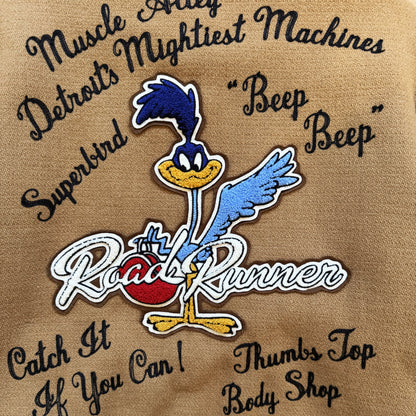 Muscle Alley
Detroit's Mightiest Machines
Superbird
"Beep
Beep"
Road Runner
Catch It
If You Can!
Thumbs Top
Body Shop